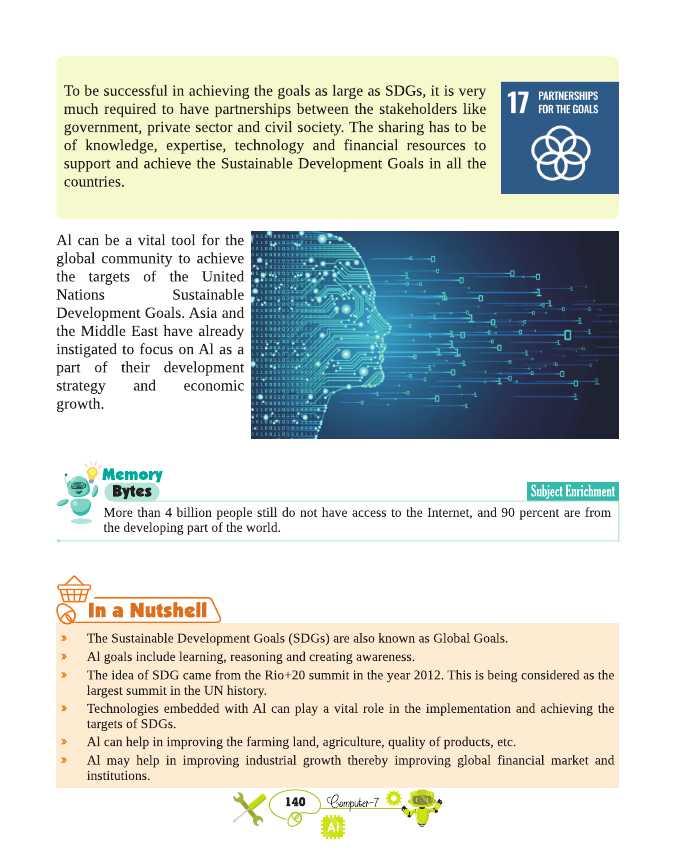 To be successful in achieving the goals as large as SDGs, it is very
much required to have partnerships between the stakeholders like
government, private sector and civil society. The sharing has to be
of knowledge, expertise, technology and financial resources to
support and achieve the Sustainable Development Goals in all the
countries.
17 PARTNERSHIPS
FOR THE GOALS
Al can be a vital tool for the
global community to achieve
the targets of the United
Nations Sustainable
Development Goals. Asia and
the Middle East have already
instigated to focus on Al as a
part of their development
strategy and economic
growth.
Memory
Bytes
Subject Enrichment
More than 4 billion people still do not have access to the Internet, and 90 percent are from
the developing part of the world.
In a Nutshell
» The Sustainable Development Goals (SDGs) are also known as Global Goals.
» Al goals include learning, reasoning and creating awareness.
» The idea of SDG came from the Rio+20 summit in the year 2012. This is being considered as the
largest summit in the UN history.
» Technologies embedded with Al can play a vital role in the implementation and achieving the
targets of SDGs.
» Al can help in improving the farming land, agriculture, quality of products, etc.
» Al may help in improving industrial growth thereby improving global financial market and
institutions.
140 Computer-7
AI